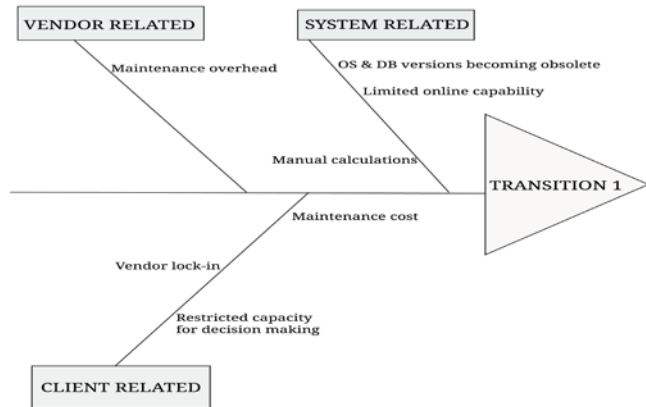 VENDOR RELATED
SYSTEM RELATED
Maintenance overhead
OS & DB versions becoming obsolete
Limited online capability
Manual calculations
TRANSITION 1
Maintenance cost
Vendor lock-in
Restricted capacity
for decision making
CLIENT RELATED